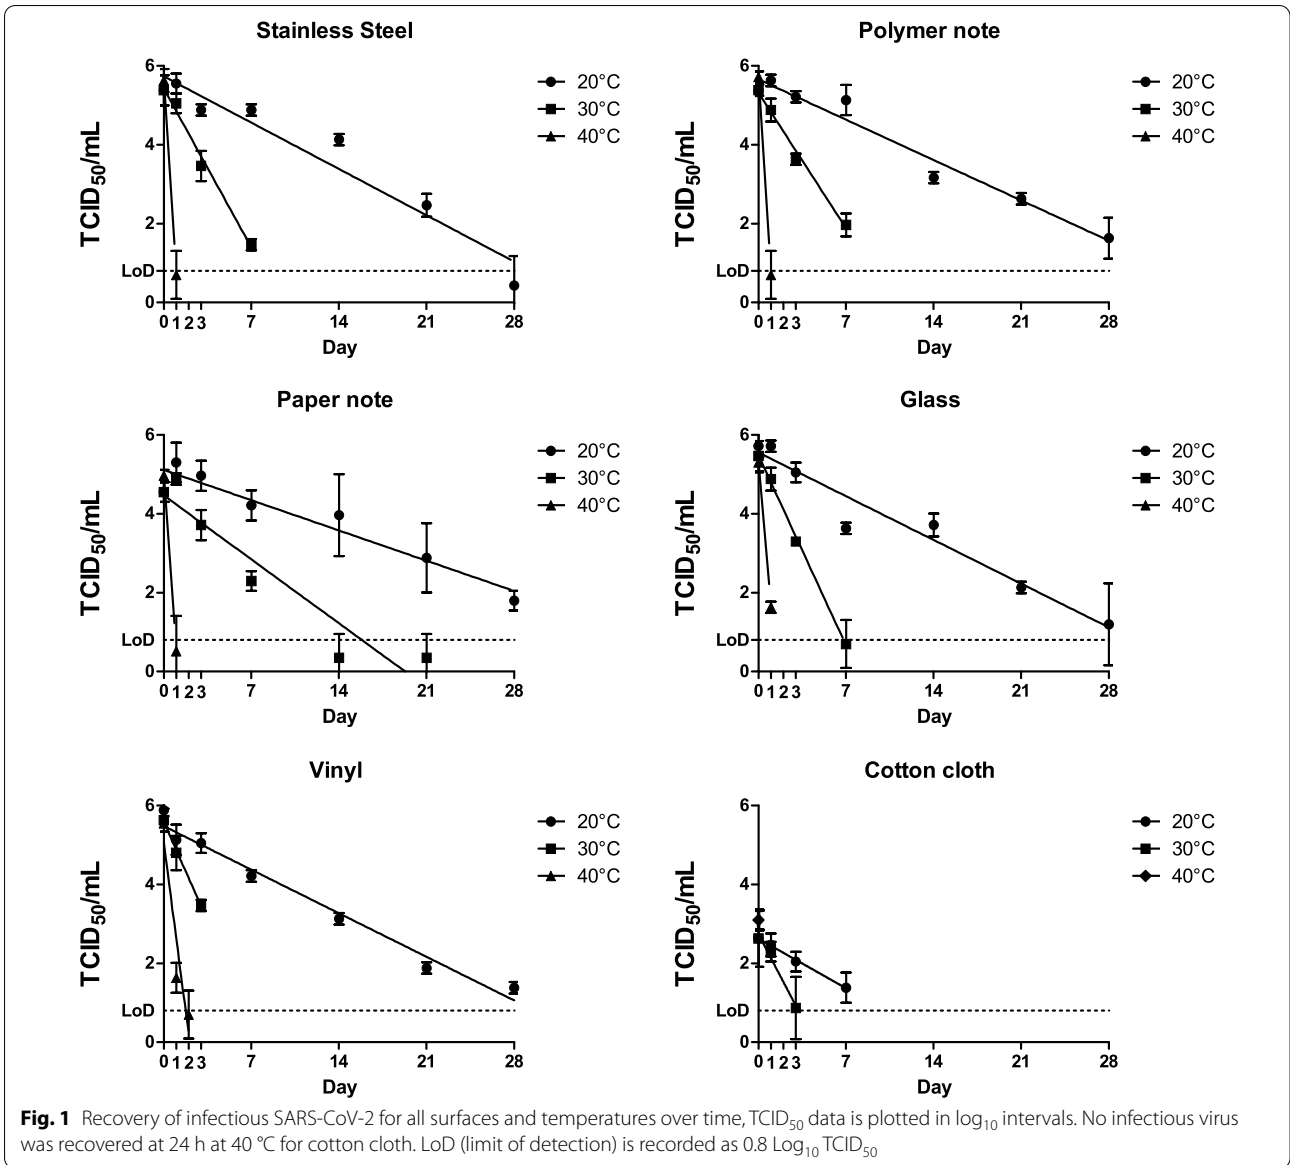 Stainless Steel
TCID50/mL
6
4
2
LoD
0
0 1 2 3 7 14 21 28
Day
20°C
30°C
40°C
Polymer note
TCID50/mL
6
4
2
LoD
0
0 1 2 3 7 14 21 28
Day
20°C
30°C
40°C
Paper note
TCID50/mL
6
4
2
LoD
0
0 1 2 3 7 14 21 28
Day
20°C
30°C
40°C
Glass
TCID50/mL
6
4
2
LoD
0
0 1 2 3 7 14 21 28
Day
20°C
30°C
40°C
Vinyl
TCID50/mL
6
4
2
LoD
0
0 1 2 3 7 14 21 28
Day
20°C
30°C
40°C
Cotton cloth
TCID50/mL
6
4
2
LoD
0
0 1 2 3 7 14 21 28
Day
20°C
30°C
40°C
Fig. 1 Recovery of infectious SARS-CoV-2 for all surfaces and temperatures over time, TCID50 data is plotted in log10 intervals. No infectious virus
was recovered at 24 h at 40 °C for cotton cloth. LoD (limit of detection) is recorded as 0.8 Log10 TCID50